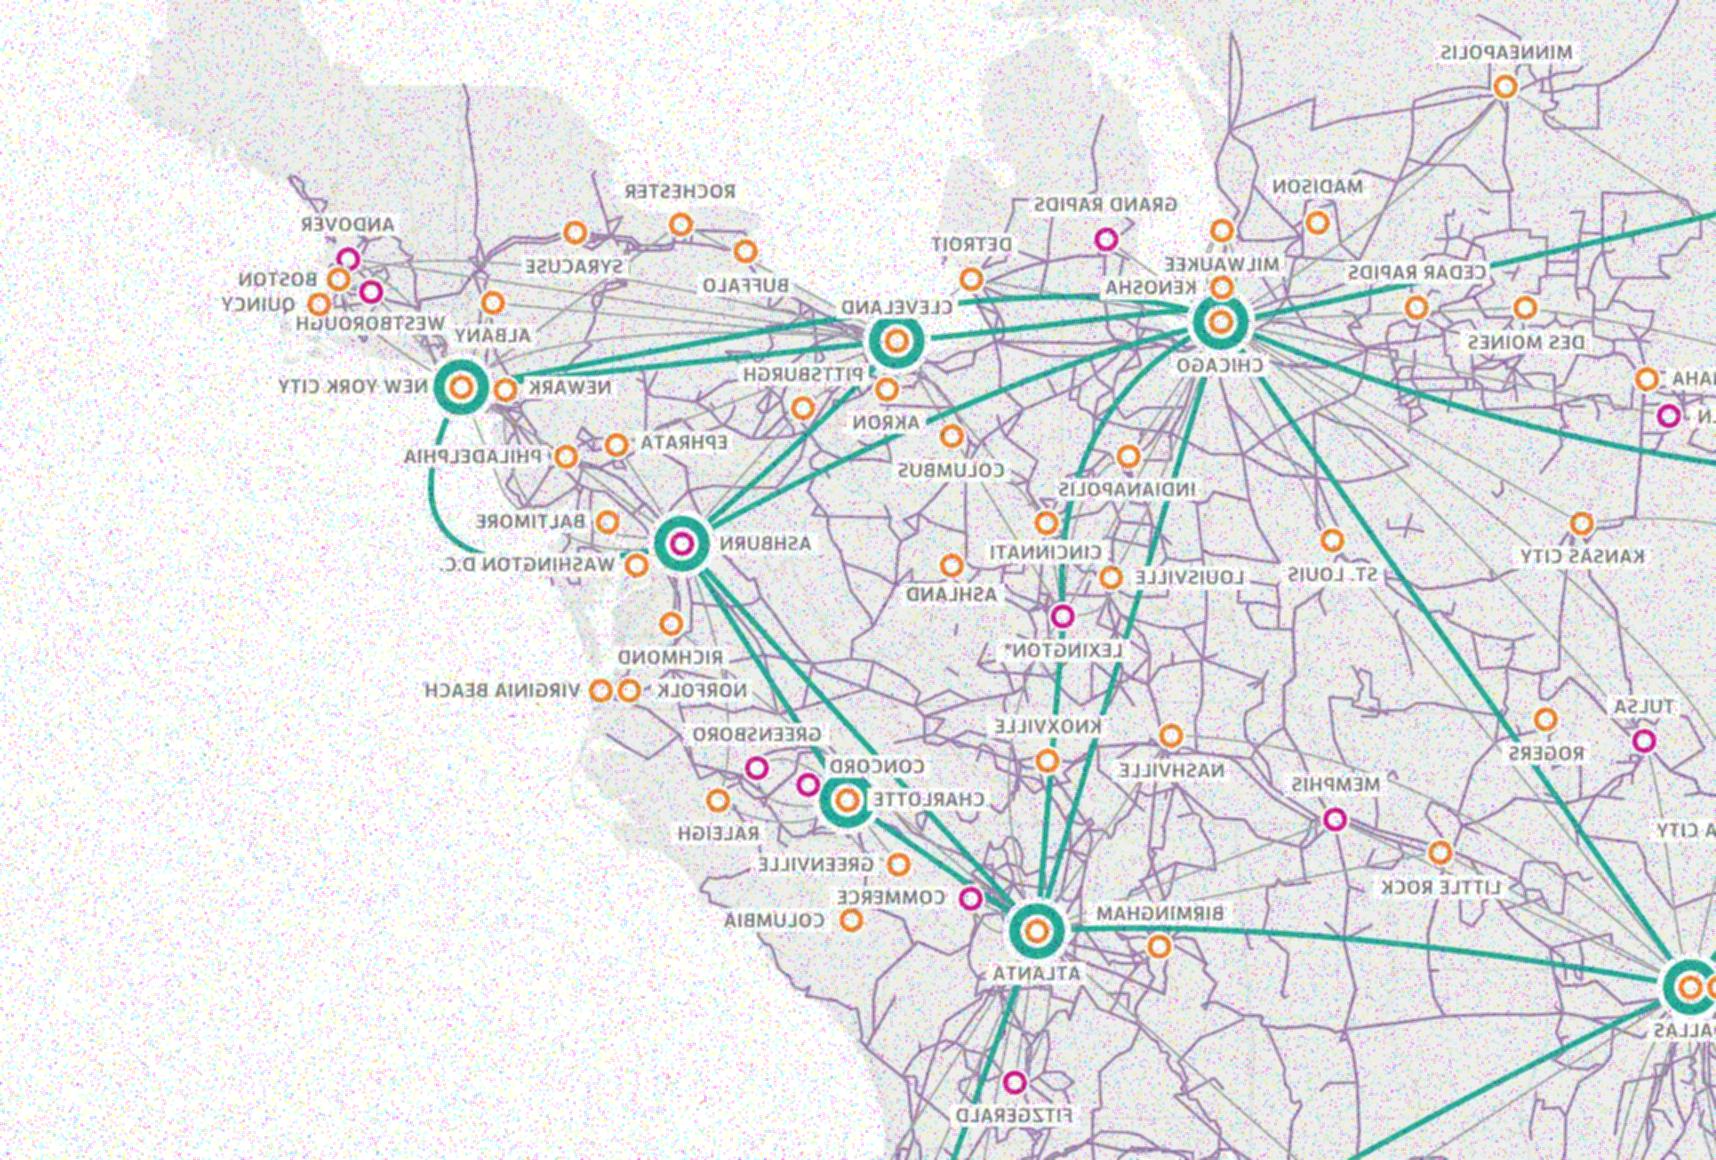 MINNEAPOLIS
MADISON
ROCHESTER
GRAND RAPIDS
ANDOVER
DETROIT
SYRACUSE
MILWAUKEE
CEDAR RAPIDS
BOSTON
BUFFALO
KENOSHA
QUINCY
CLEVELAND
WESTBOROUGH
ALBANY
DES MOINES
CHICAGO
PITTSBURGH
AHA
NEW YORK CITY
NEWARK
LN
AKRON
EPHRATA
PHILADELPHIA
COLUMBUS
INDIANAPOLIS
BALTIMORE
ASHBURN
CINCINNATI
KANSAS CITY
WASHINGTON D.C.
ST. LOUIS
LOUISVILLE
ASHLAND
LEXINGTON*
RICHMOND
VIRGINIA BEACH
NORFOLK
TULSA
KNOXVILLE
GREENSBORO
ROGERS
CONCORD
NASHVILLE
MEMPHIS
CHARLOTTE
A CITY
RALEIGH
GREENVILLE
LITTLE ROCK
COMMERCE
BIRMINGHAM
COLUMBIA
ATLANTA
DALLAS
FITZGERALD